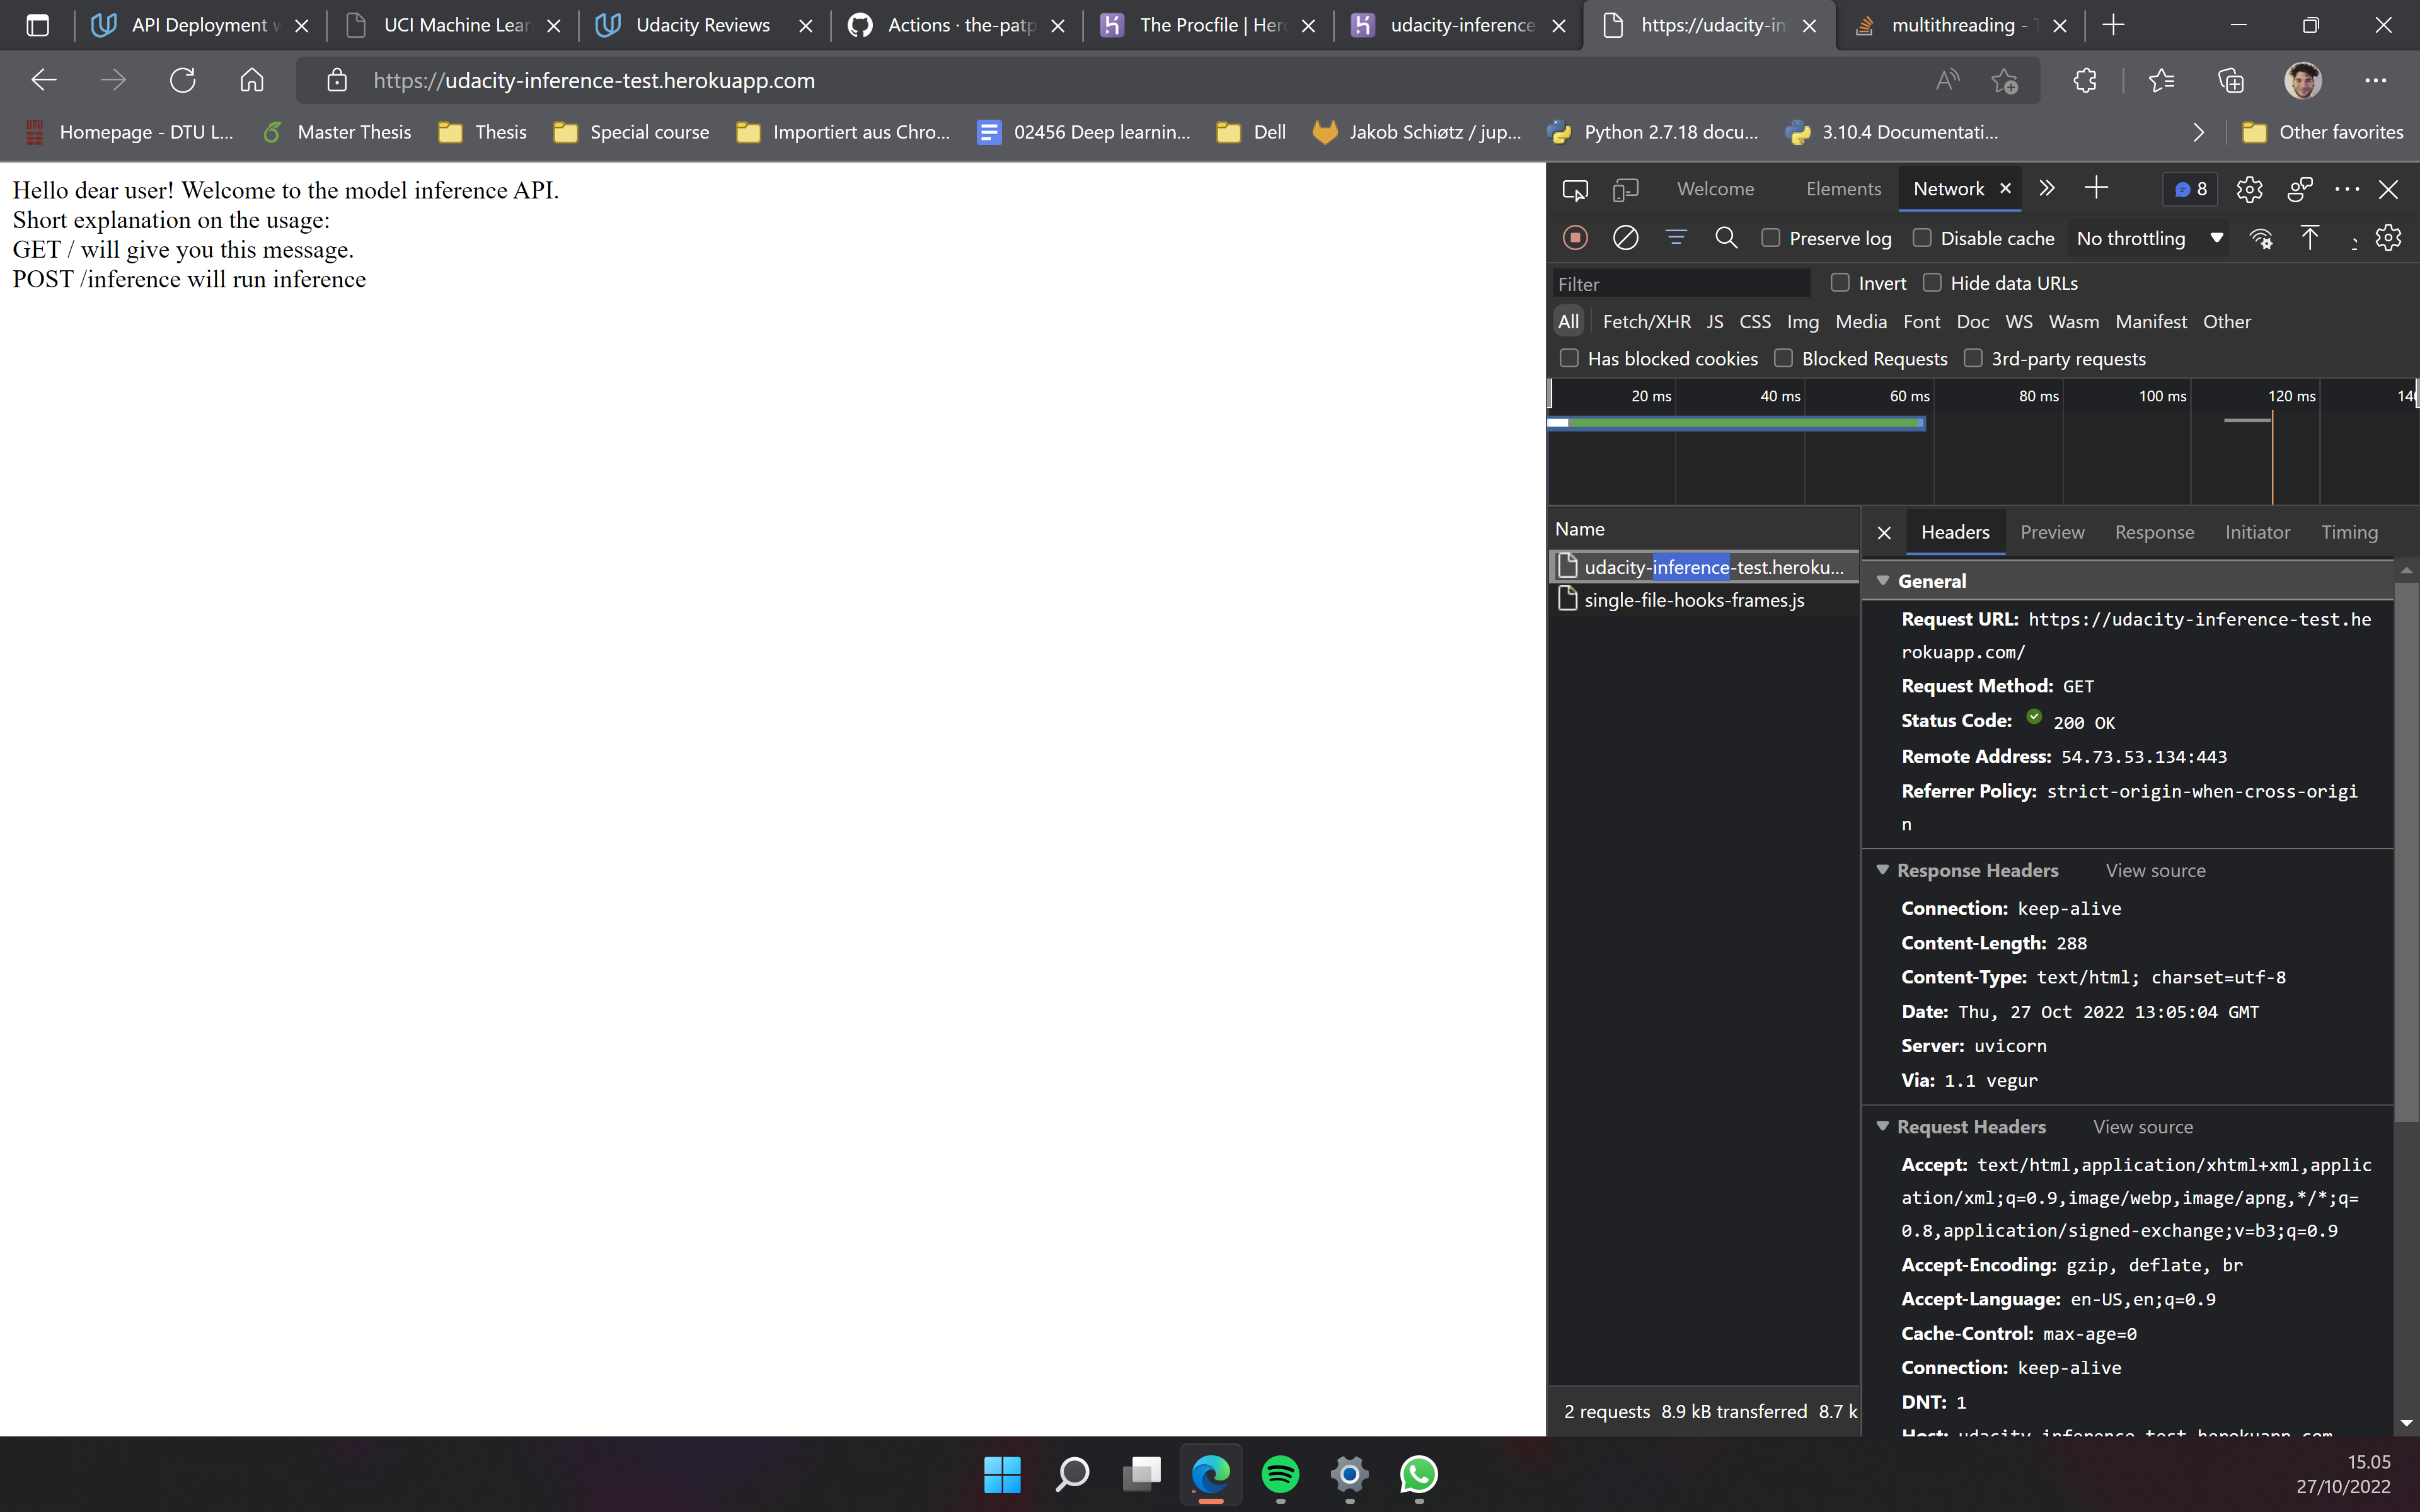 API Deployment w
UCI Machine Lear
Udacity Reviews
Actions · the-patp
The Procfile | Her
udacity-inference
https://udacity-in
multithreading -
https://udacity-inference-test.herokuapp.com
Homepage - DTU L...
Master Thesis
Thesis
Special course
Importiert aus Chro...
02456 Deep learnin...
Dell
Jakob Schiøtz / jup...
Python 2.7.18 docu...
3.10.4 Documentati...
Other favorites
Hello dear user! Welcome to the model inference API.
Short explanation on the usage:
GET / will give you this message.
POST /inference will run inference
Welcome Elements Network 8
Preserve log Disable cache No throttling
Filter Invert Hide data URLs
All Fetch/XHR JS CSS Img Media Font Doc WS Wasm Manifest Other
Has blocked cookies Blocked Requests 3rd-party requests
20 ms 40 ms 60 ms 80 ms 100 ms 120 ms 14
Name
udacity-inference-test.heroku...
single-file-hooks-frames.js
2 requests 8.9 kB transferred 8.7 k
Headers Preview Response Initiator Timing
General
Request URL: https://udacity-inference-test.he
rokuapp.com/
Request Method: GET
Status Code: 200 OK
Remote Address: 54.73.53.134:443
Referrer Policy: strict-origin-when-cross-origi
n
Response Headers View source
Connection: keep-alive
Content-Length: 288
Content-Type: text/html; charset=utf-8
Date: Thu, 27 Oct 2022 13:05:04 GMT
Server: uvicorn
Via: 1.1 vegur
Request Headers View source
Accept: text/html,application/xhtml+xml,applic
ation/xml;q=0.9,image/webp,image/apng,*/*;q=
0.8,application/signed-exchange;v=b3;q=0.9
Accept-Encoding: gzip, deflate, br
Accept-Language: en-US,en;q=0.9
Cache-Control: max-age=0
Connection: keep-alive
DNT: 1
Host: udacity-inference-test.herokuapp.com
15.05
27/10/2022